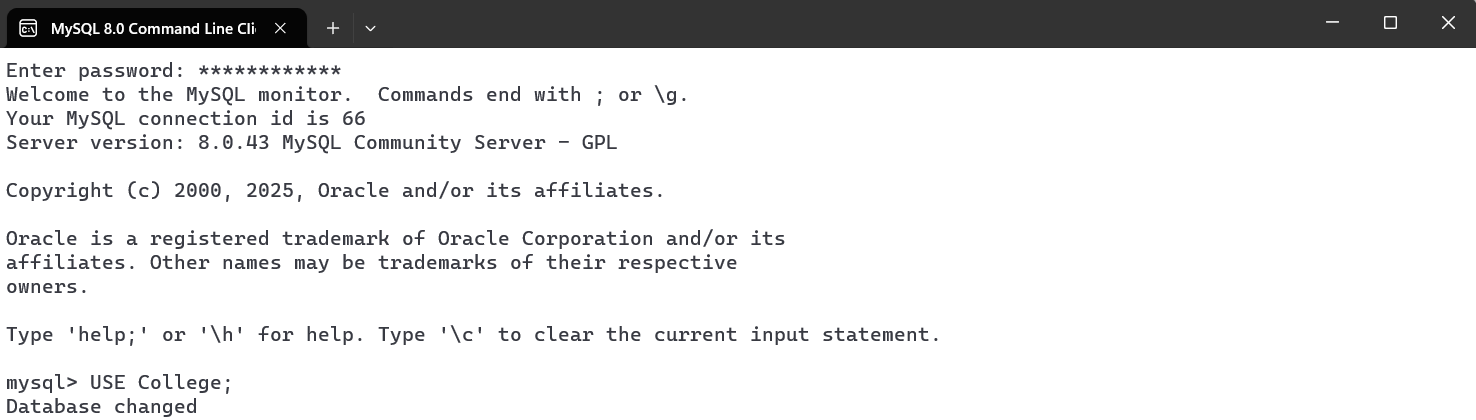 MySQL 8.0 Command Line Cli
Enter password: ************
Welcome to the MySQL monitor.  Commands end with ; or \g.
Your MySQL connection id is 66
Server version: 8.0.43 MySQL Community Server - GPL
Copyright (c) 2000, 2025, Oracle and/or its affiliates.
Oracle is a registered trademark of Oracle Corporation and/or its
affiliates. Other names may be trademarks of their respective
owners.
Type 'help;' or '\h' for help. Type '\c' to clear the current input statement.
mysql> USE College;
Database changed